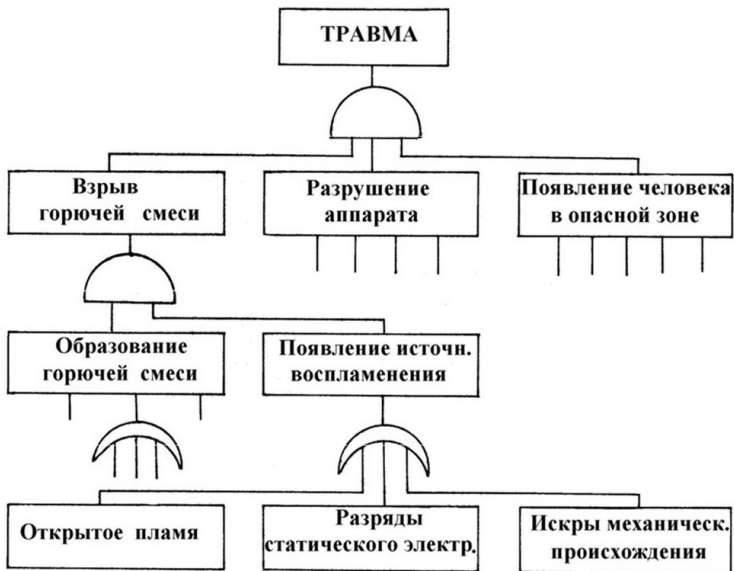 ТРАВМА
Взрыв
горючей смеси
Разрушение
аппарата
Появление человека
в опасной зоне
Образование
горючей смеси
Появление источн.
воспламенения
Открытое пламя
Разряды
статического электр.
Искры механическ.
происхождения